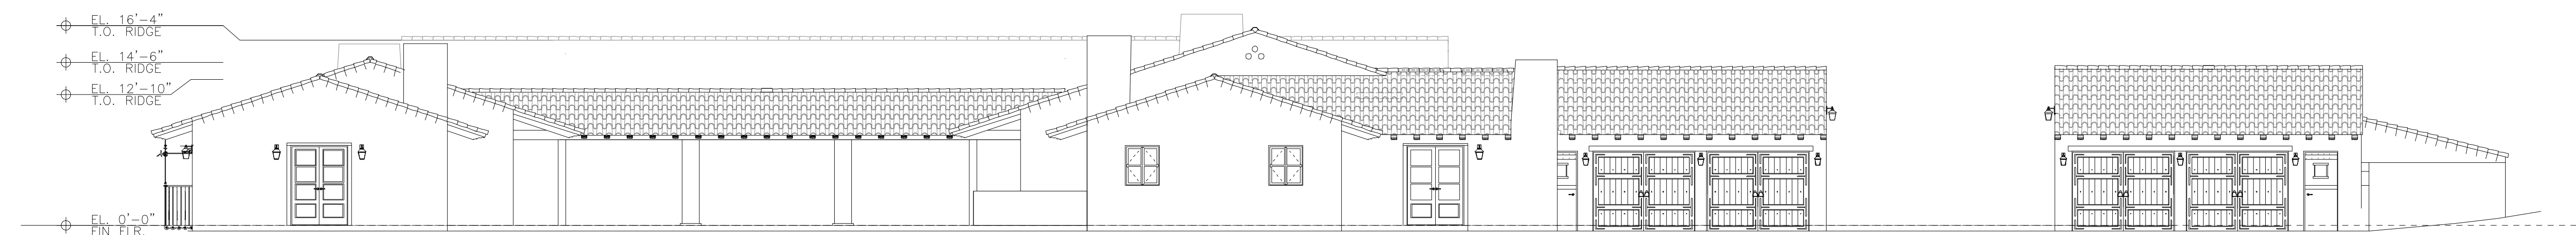 EL. 16'-4"
T.O. RIDGE
EL. 14'-6"
T.O. RIDGE
EL. 12'-10"
T.O. RIDGE
EL. 0'-0"
FIN FLR.